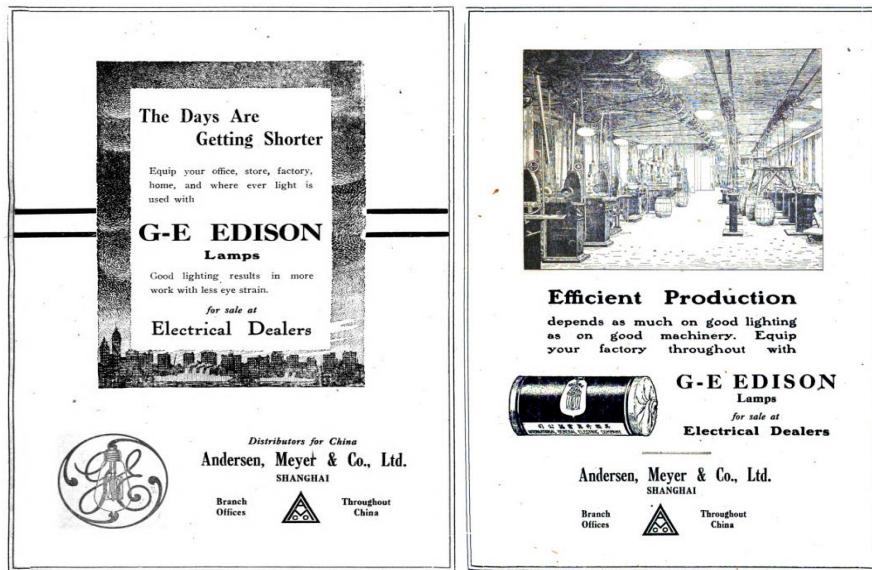 The Days Are
Getting Shorter
Equip your office, store, factory,
home, and where ever light is
used with
G-E EDISON
Lamps
Good lighting results in more
work with less eye strain.
for sale at
Electrical Dealers
Distributors for China
Andersen, Meyer & Co., Ltd.
SHANGHAI
Branch
Offices
Throughout
China
Efficient Production
depends as much on good lighting
as on good machinery. Equip
your factory throughout with
INTERNATIONAL GENERAL ELECTRIC COMPANY
G-E EDISON
Lamps
for sale at
Electrical Dealers
Andersen, Meyer & Co., Ltd.
SHANGHAI
Branch
Offices
Throughout
China